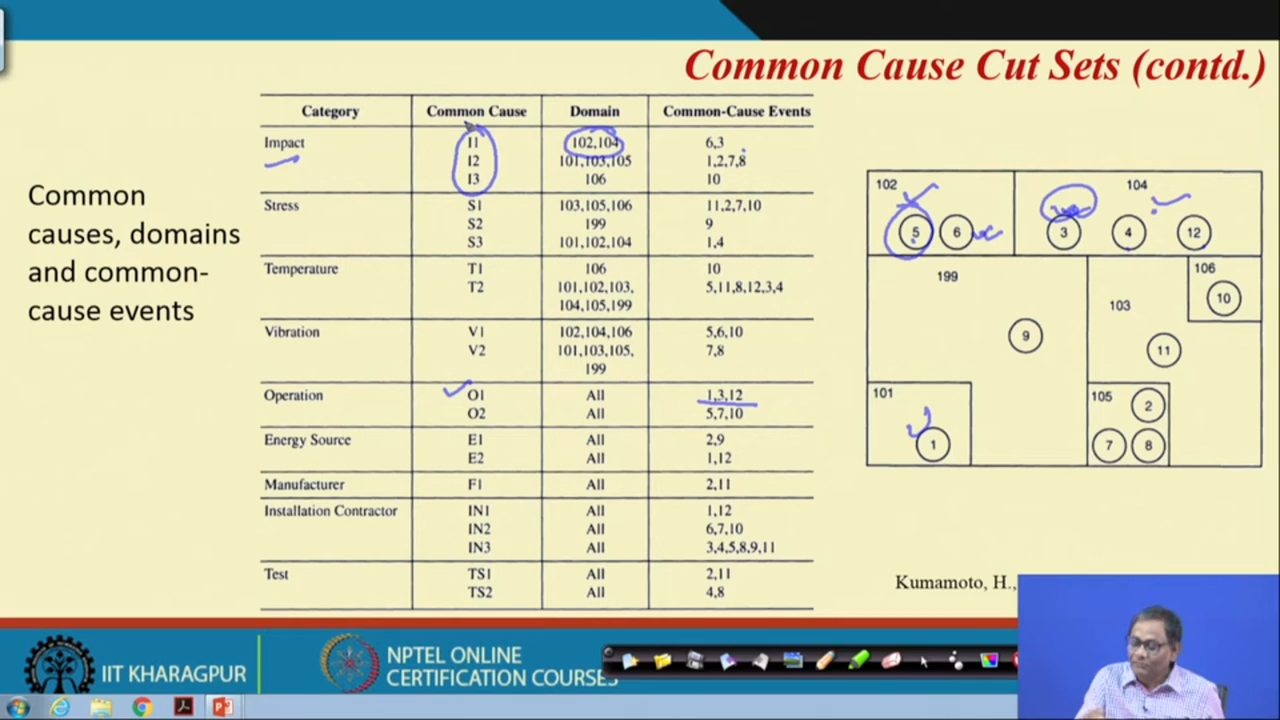 Common Cause Cut Sets (contd.)
Common
causes, domains
and common-
cause events
Category Common Cause Domain Common-Cause Events
Impact I1 102,104 6,3
I2 101,103,105 1,2,7,8
I3 106 10
Stress S1 103,105,106 11,2,7,10
S2 199 9
S3 101,102,104 1,4
Temperature T1 106 10
T2 101,102,103, 5,11,8,12,3,4
104,105,199
Vibration V1 102,104,106 5,6,10
V2 101,103,105, 7,8
199
Operation O1 All 1,3,12
O2 All 5,7,10
Energy Source E1 All 2,9
E2 All 1,12
Manufacturer F1 All 2,11
Installation Contractor IN1 All 1,12
IN2 All 6,7,10
IN3 All 3,4,5,8,9,11
Test TS1 All 2,11
TS2 All 4,8
102 104
5 6 3 4 12
199 106
10
103
9
11
101 105
2
1 7 8
Kumamoto, H.,
IIT KHARAGPUR
NPTEL ONLINE
CERTIFICATION COURSES